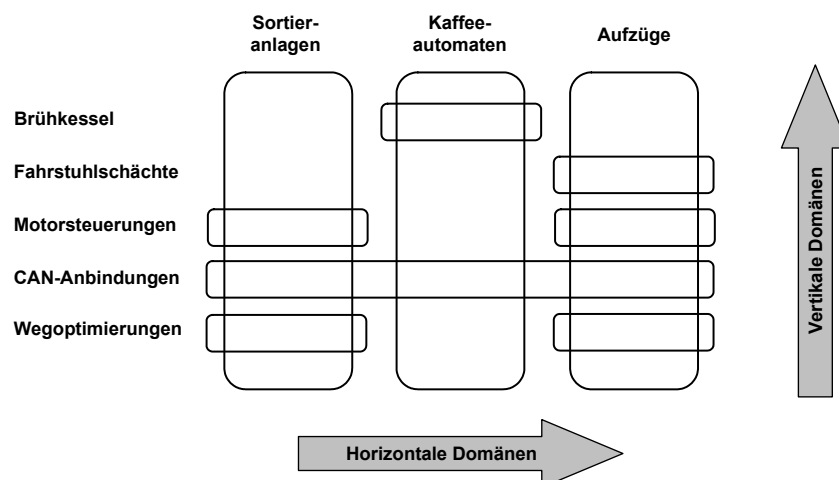 Sortier-
anlagen
Kaffee-
automaten
Aufzüge
Brühkessel
Fahrstuhlschächte
Motorsteuerungen
CAN-Anbindungen
Wegoptimierungen
Vertikale Domänen
Horizontale Domänen